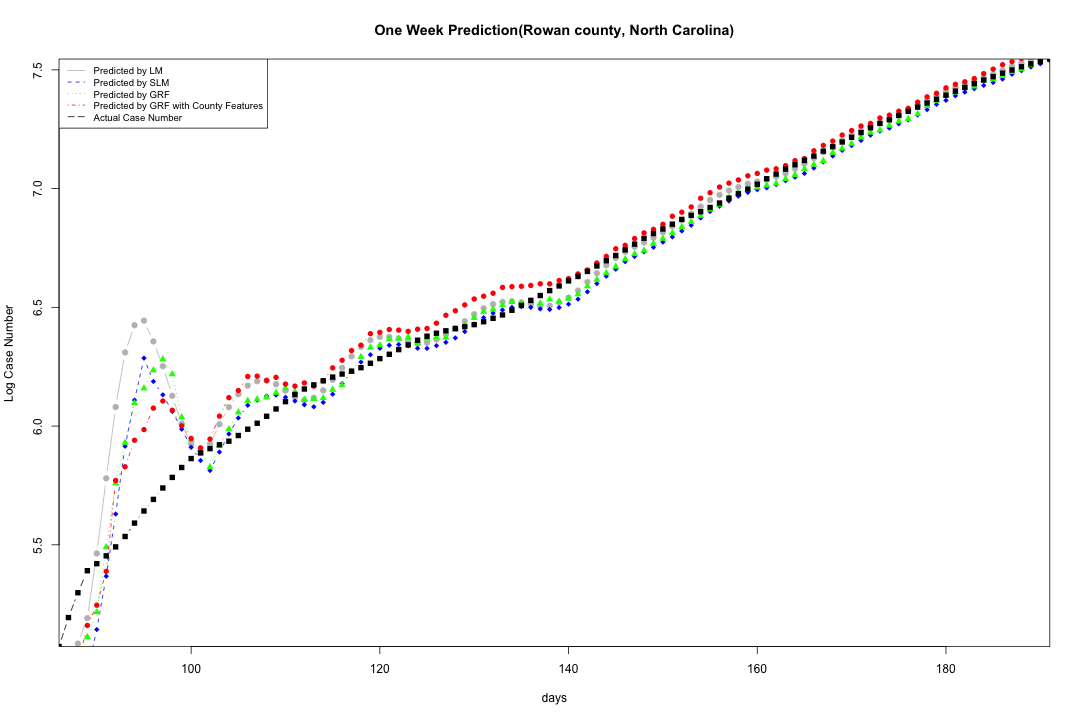 One Week Prediction(Rowan county, North Carolina)
Predicted by LM
Predicted by SLM
Predicted by GRF
Predicted by GRF with County Features
Actual Case Number
7.5
7.0
6.5
6.0
5.5
Log Case Number
100
120
140
160
180
days